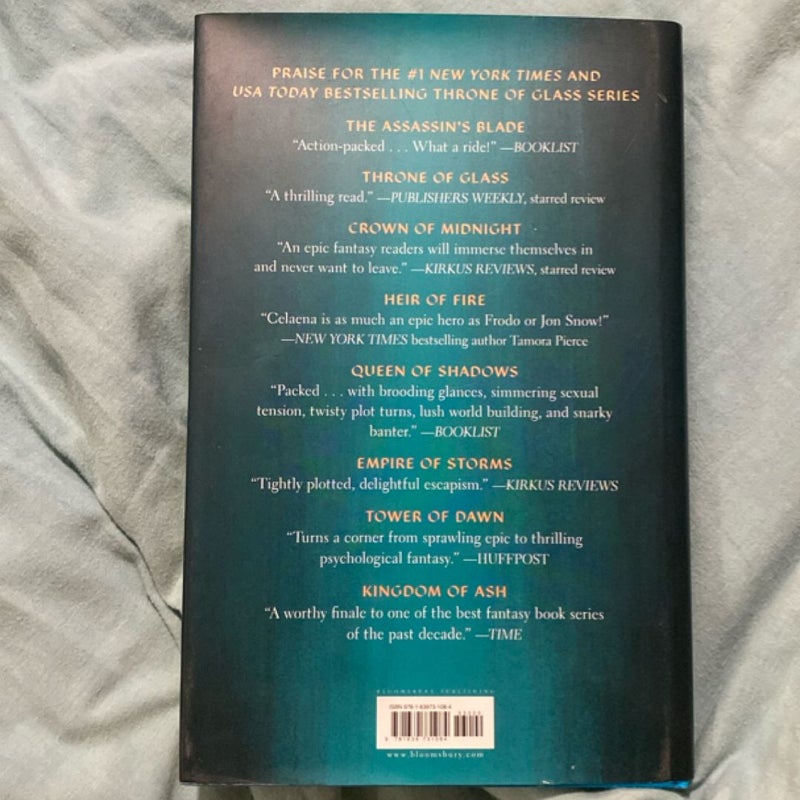 PRAISE FOR THE #1 NEW YORK TIMES AND
USA TODAY BESTSELLING THRONE OF GLASS SERIES
THE ASSASSIN'S BLADE
“Action-packed . . . What a ride!” —BOOKLIST
THRONE OF GLASS
“A thrilling read.” —PUBLISHERS WEEKLY, starred review
CROWN OF MIDNIGHT
“An epic fantasy readers will immerse themselves in
and never want to leave.” —KIRKUS REVIEWS, starred review
HEIR OF FIRE
“Celaena is as much an epic hero as Frodo or Jon Snow!”
—NEW YORK TIMES bestselling author Tamora Pierce
QUEEN OF SHADOWS
“Packed . . . with brooding glances, simmering sexual
tension, twisty plot turns, lush world building, and snarky
banter.” —BOOKLIST
EMPIRE OF STORMS
“Tightly plotted, delightful escapism.” —KIRKUS REVIEWS
TOWER OF DAWN
“Turns a corner from sprawling epic to thrilling
psychological fantasy.” —HUFFPOST
KINGDOM OF ASH
“A worthy finale to one of the best fantasy book series
of the past decade.” —TIME
BLOOMSBURY PUBLISHING
ISBN 978-1-63973-106-0
www.bloomsbury.com